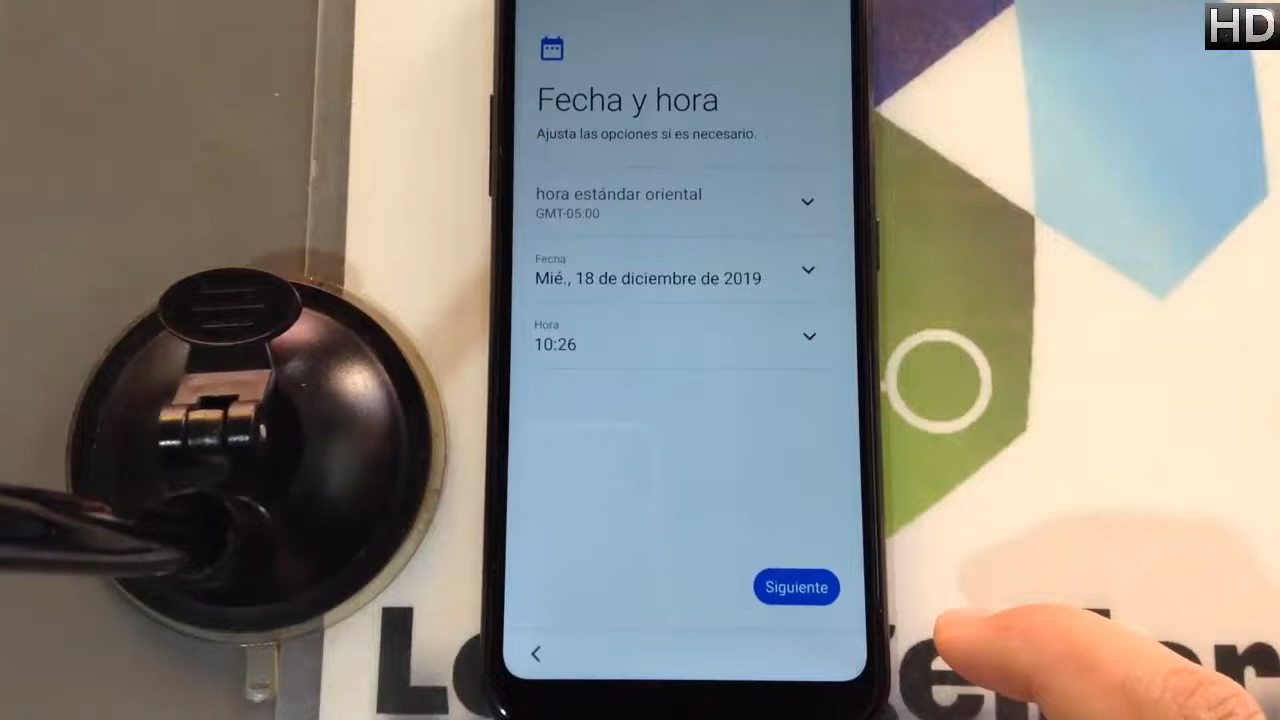 HD
Fecha y hora
Ajusta las opciones si es necesario.
hora estándar oriental
GMT-05:00
Fecha
Mié., 18 de diciembre de 2019
Hora
10:26
Siguiente